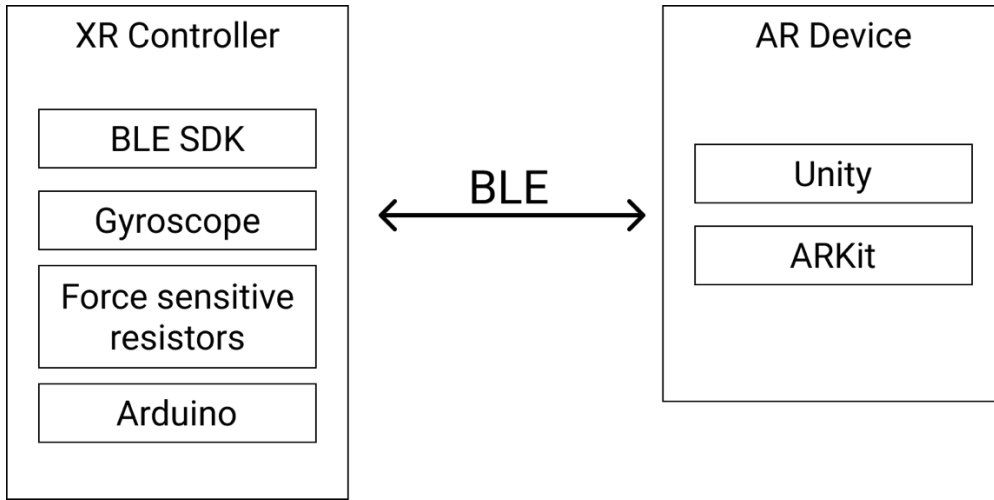 XR Controller
BLE SDK
Gyroscope
Force sensitive
resistors
Arduino
BLE
AR Device
Unity
ARKit